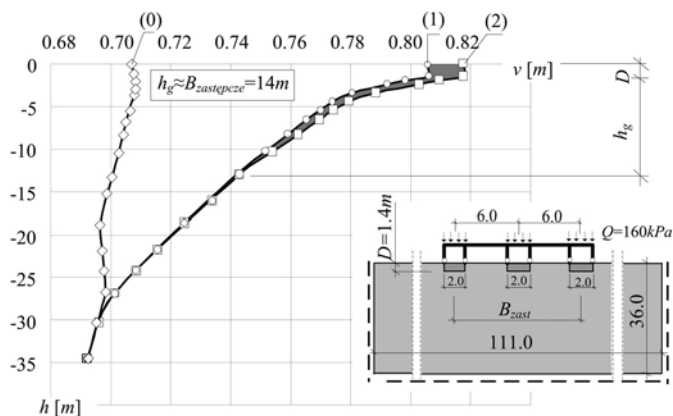 (0) (1) (2)
0.68 0.70 0.72 0.74 0.76 0.78 0.80 0.82
0
v [m]
D
hg≈Bzastępcze=14m
-5
-10
hg
-15
-20
-25
-30
-35
h [m]
D=1.4m
6.0 6.0
Q=160kPa
2.0 2.0 2.0
Bzast
36.0
111.0